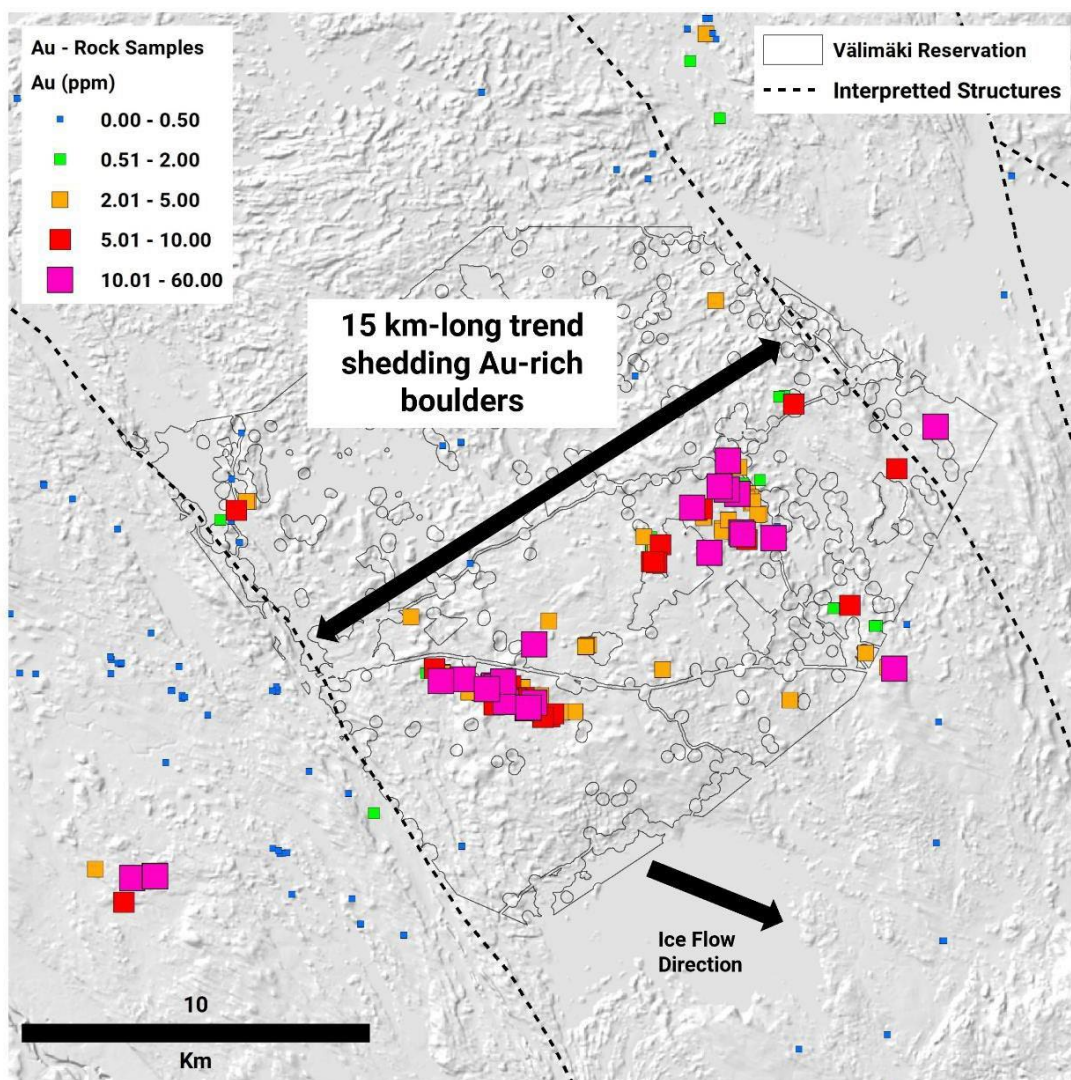 Au - Rock Samples
Au (ppm)
0.00 - 0.50
0.51 - 2.00
2.01 - 5.00
5.01 - 10.00
10.01 - 60.00
Välimäki Reservation
Interpretted Structures
15 km-long trend
shedding Au-rich
boulders
Ice Flow
Direction
10
Km